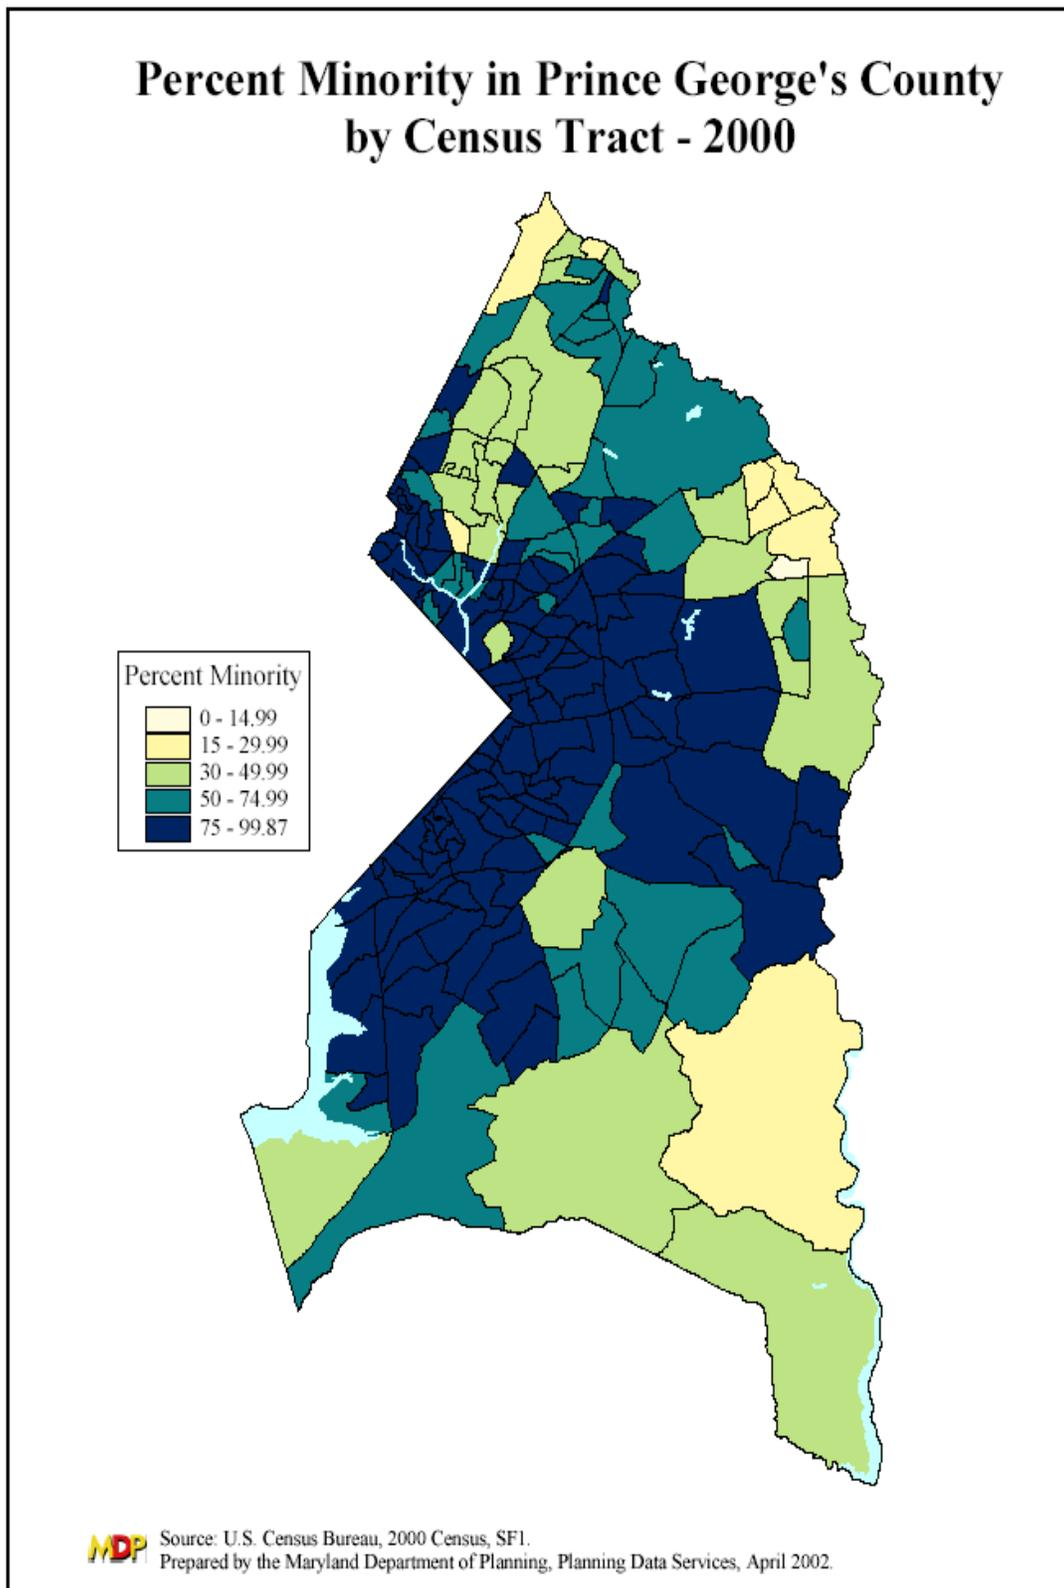 Percent Minority in Prince George's County
by Census Tract - 2000
Percent Minority
0 - 14.99
15 - 29.99
30 - 49.99
50 - 74.99
75 - 99.87
MDP
Source: U.S. Census Bureau, 2000 Census, SF1.
Prepared by the Maryland Department of Planning, Planning Data Services, April 2002.